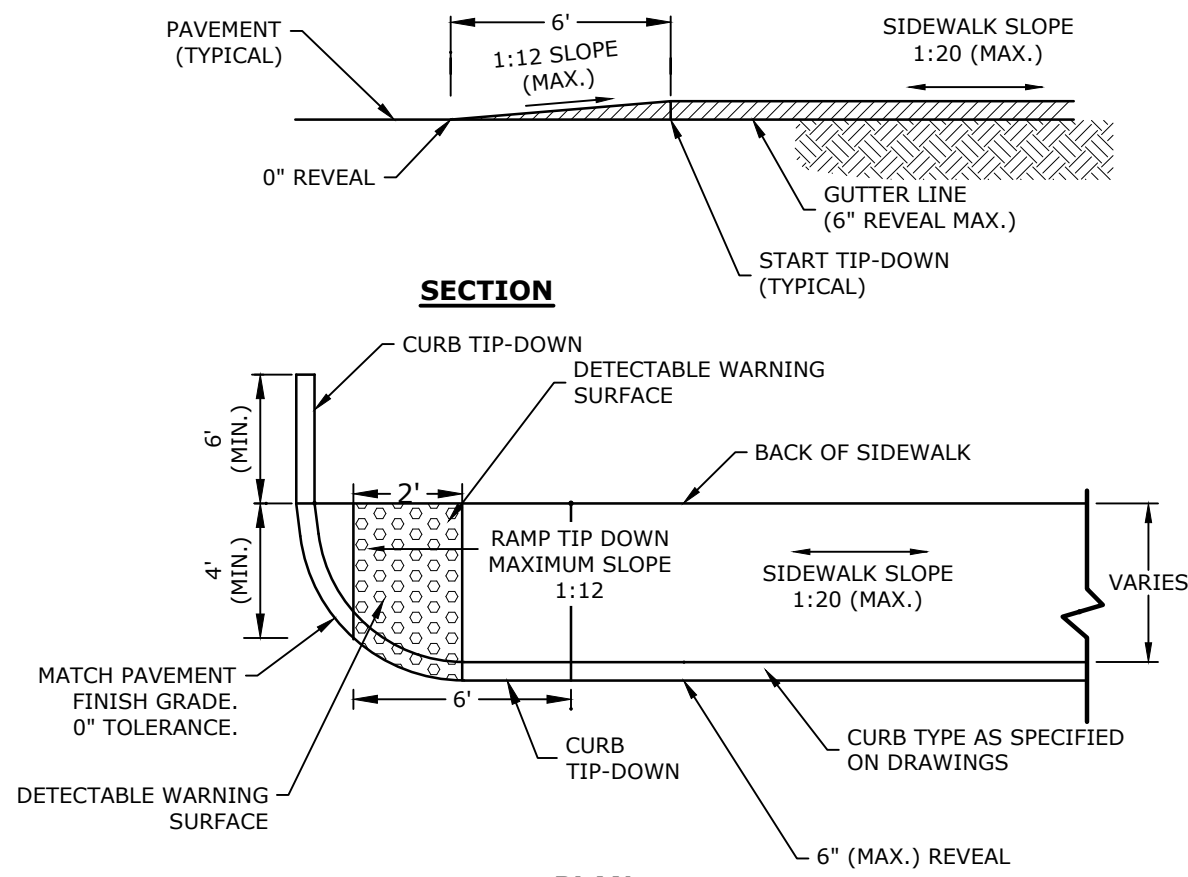 PAVEMENT
(TYPICAL)
6'
1:12 SLOPE
(MAX.)
SIDEWALK SLOPE
1:20 (MAX.)
0" REVEAL
GUTTER LINE
(6" REVEAL MAX.)
START TIP-DOWN
(TYPICAL)
SECTION
CURB TIP-DOWN
DETECTABLE WARNING
SURFACE
6'
(MIN.)
BACK OF SIDEWALK
2'
4'
(MIN.)
RAMP TIP DOWN
MAXIMUM SLOPE
1:12
SIDEWALK SLOPE
1:20 (MAX.)
VARIES
MATCH PAVEMENT
FINISH GRADE.
0" TOLERANCE.
6'
CURB
TIP-DOWN
CURB TYPE AS SPECIFIED
ON DRAWINGS
DETECTABLE WARNING
SURFACE
6" (MAX.) REVEAL